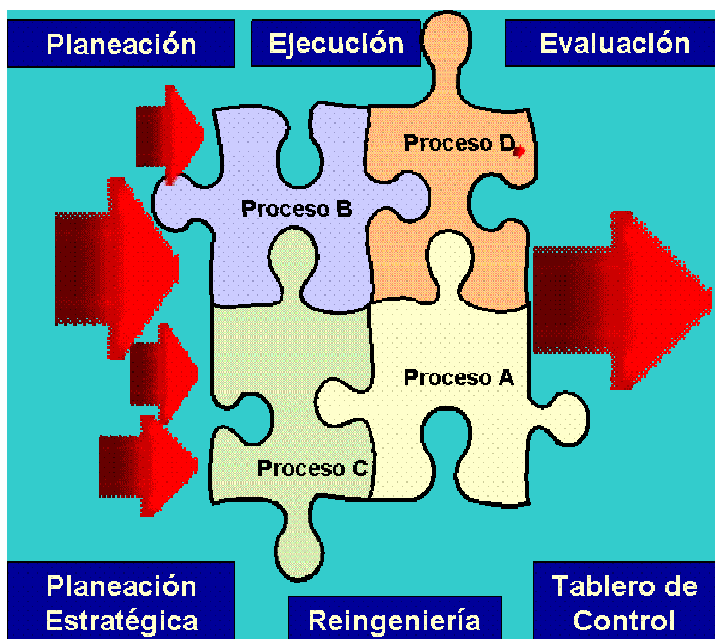 Planeación
Ejecución
Evaluación
Proceso D
Proceso B
Proceso A
Proceso C
Planeación
Estratégica
Reingeniería
Tablero de
Control